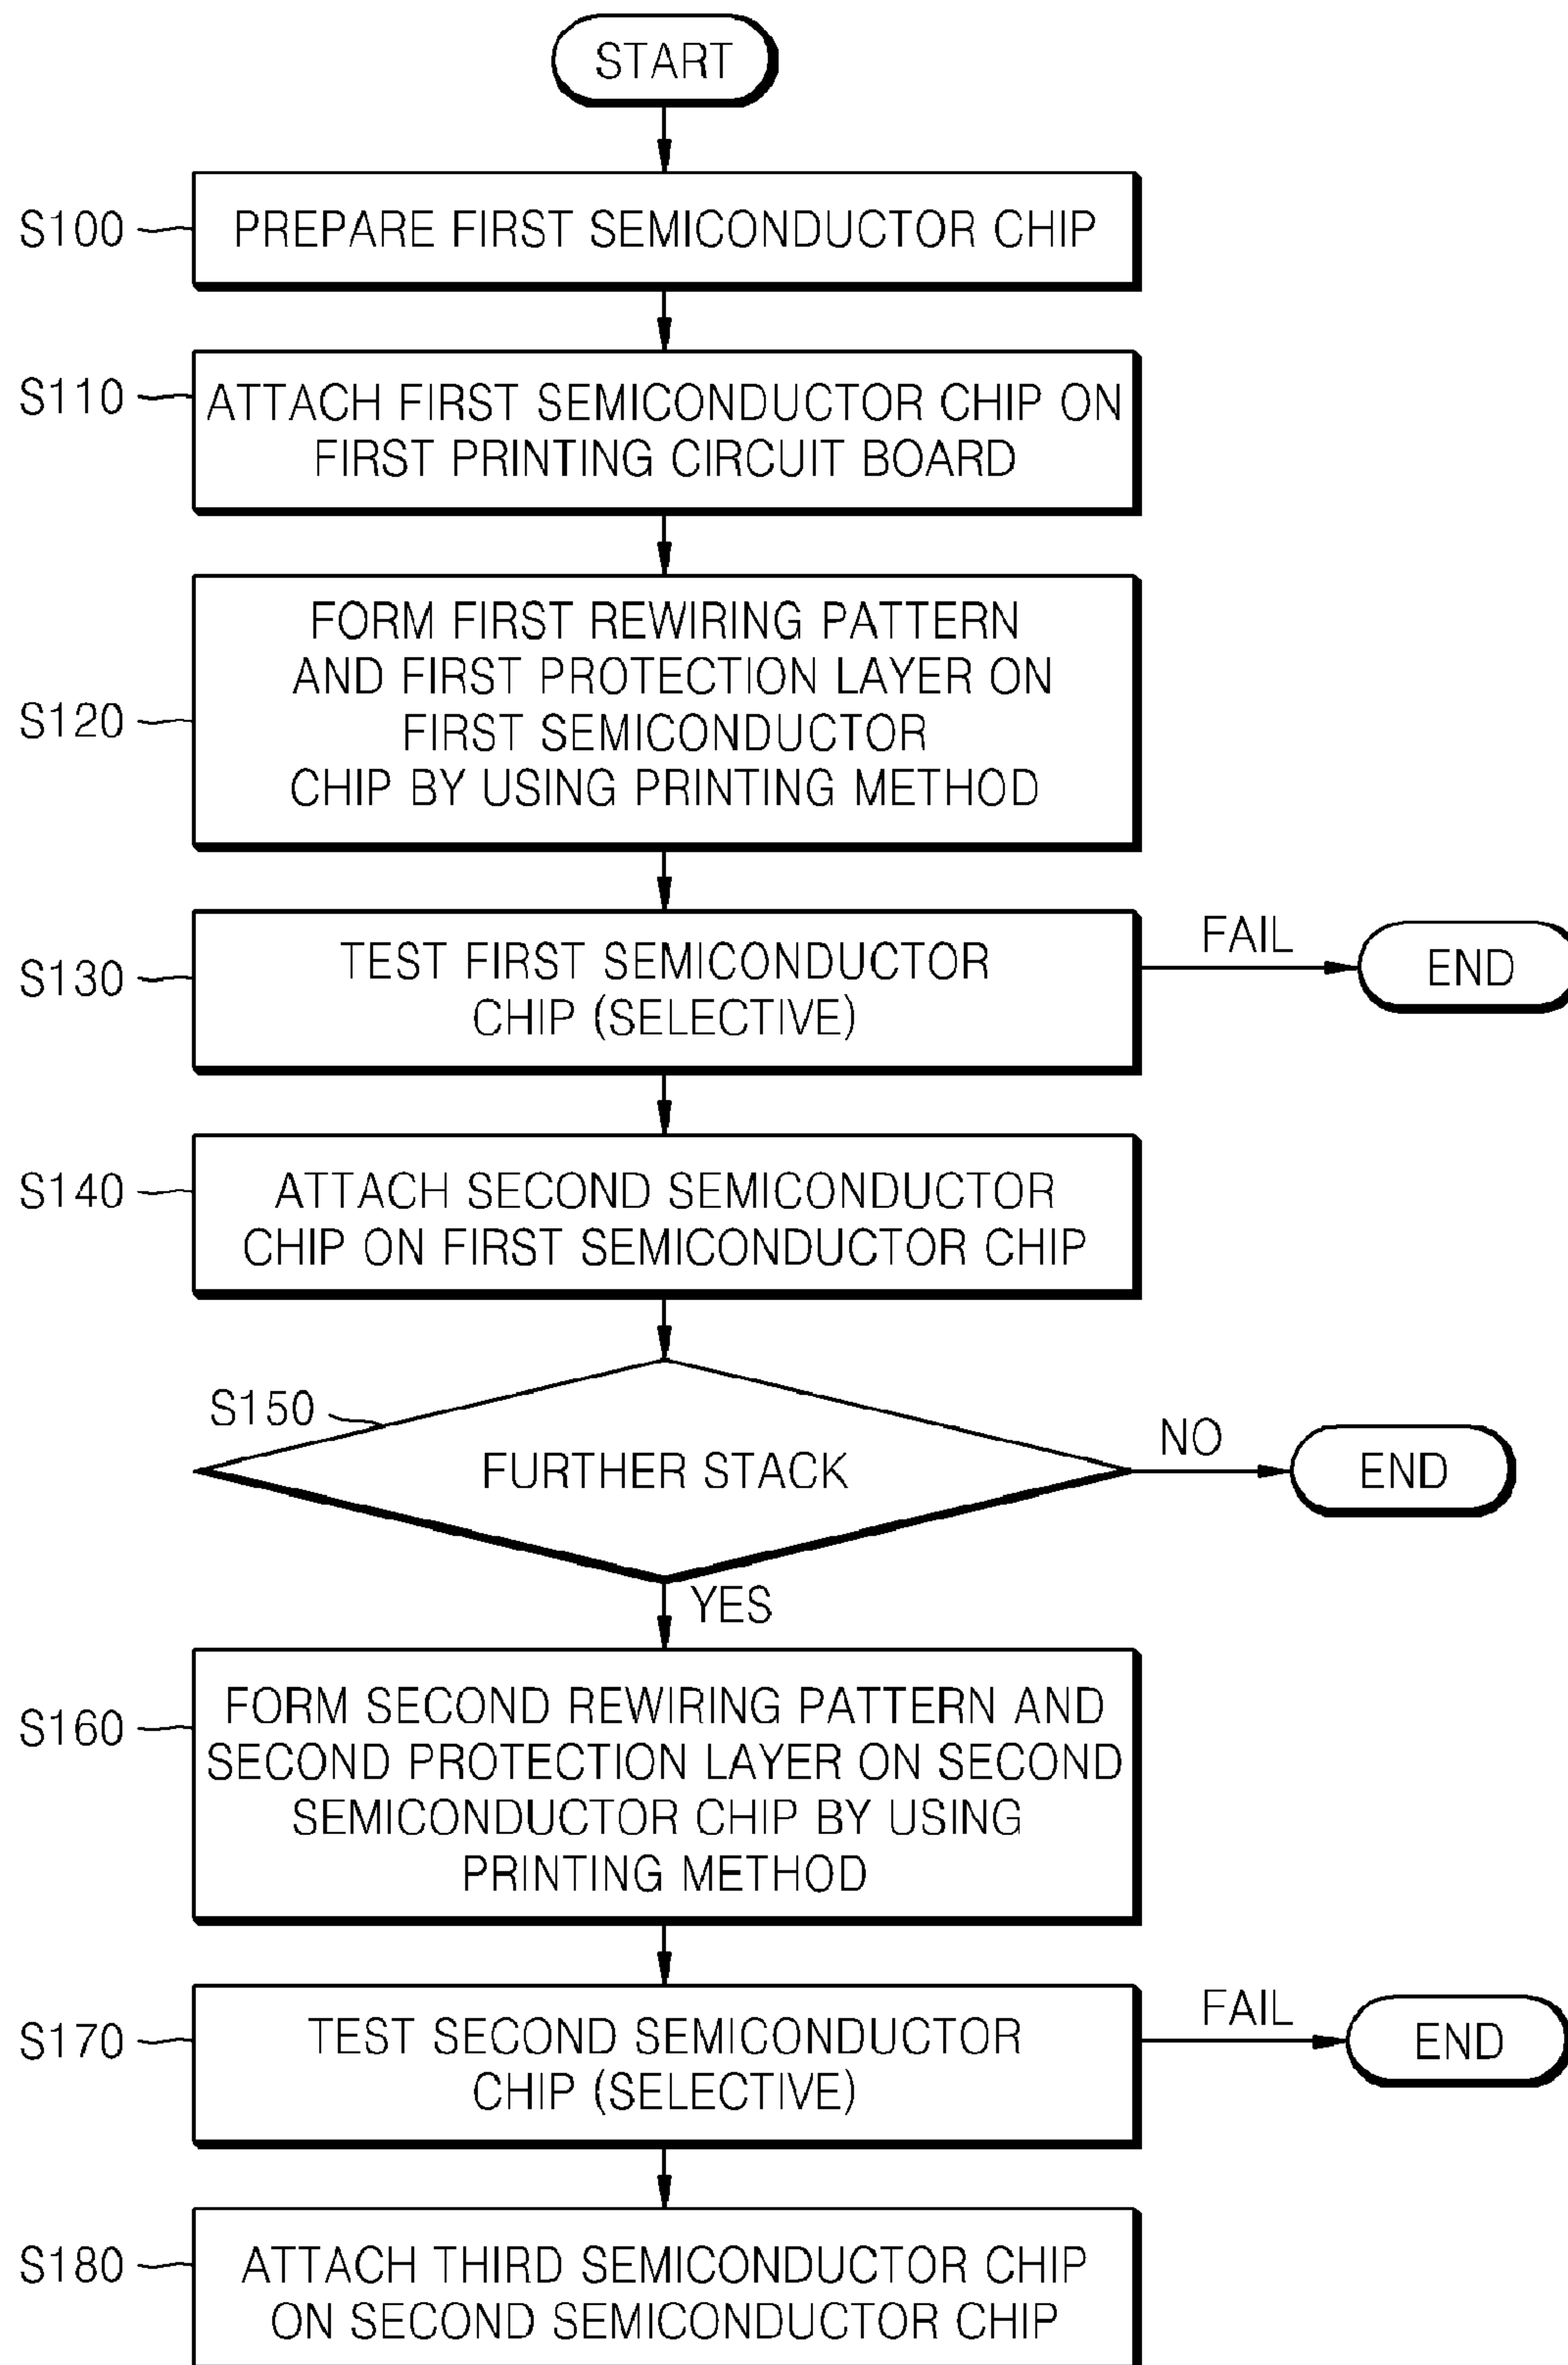 START
S100
PREPARE FIRST SEMICONDUCTOR CHIP
S110
ATTACH FIRST SEMICONDUCTOR CHIP ON
FIRST PRINTING CIRCUIT BOARD
S120
FORM FIRST REWIRING PATTERN
AND FIRST PROTECTION LAYER ON
FIRST SEMICONDUCTOR
CHIP BY USING PRINTING METHOD
S130
TEST FIRST SEMICONDUCTOR
CHIP (SELECTIVE)
FAIL
END
S140
ATTACH SECOND SEMICONDUCTOR
CHIP ON FIRST SEMICONDUCTOR CHIP
S150
FURTHER STACK
NO
END
YES
S160
FORM SECOND REWIRING PATTERN AND
SECOND PROTECTION LAYER ON SECOND
SEMICONDUCTOR CHIP BY USING
PRINTING METHOD
S170
TEST SECOND SEMICONDUCTOR
CHIP (SELECTIVE)
FAIL
END
S180
ATTACH THIRD SEMICONDUCTOR CHIP
ON SECOND SEMICONDUCTOR CHIP